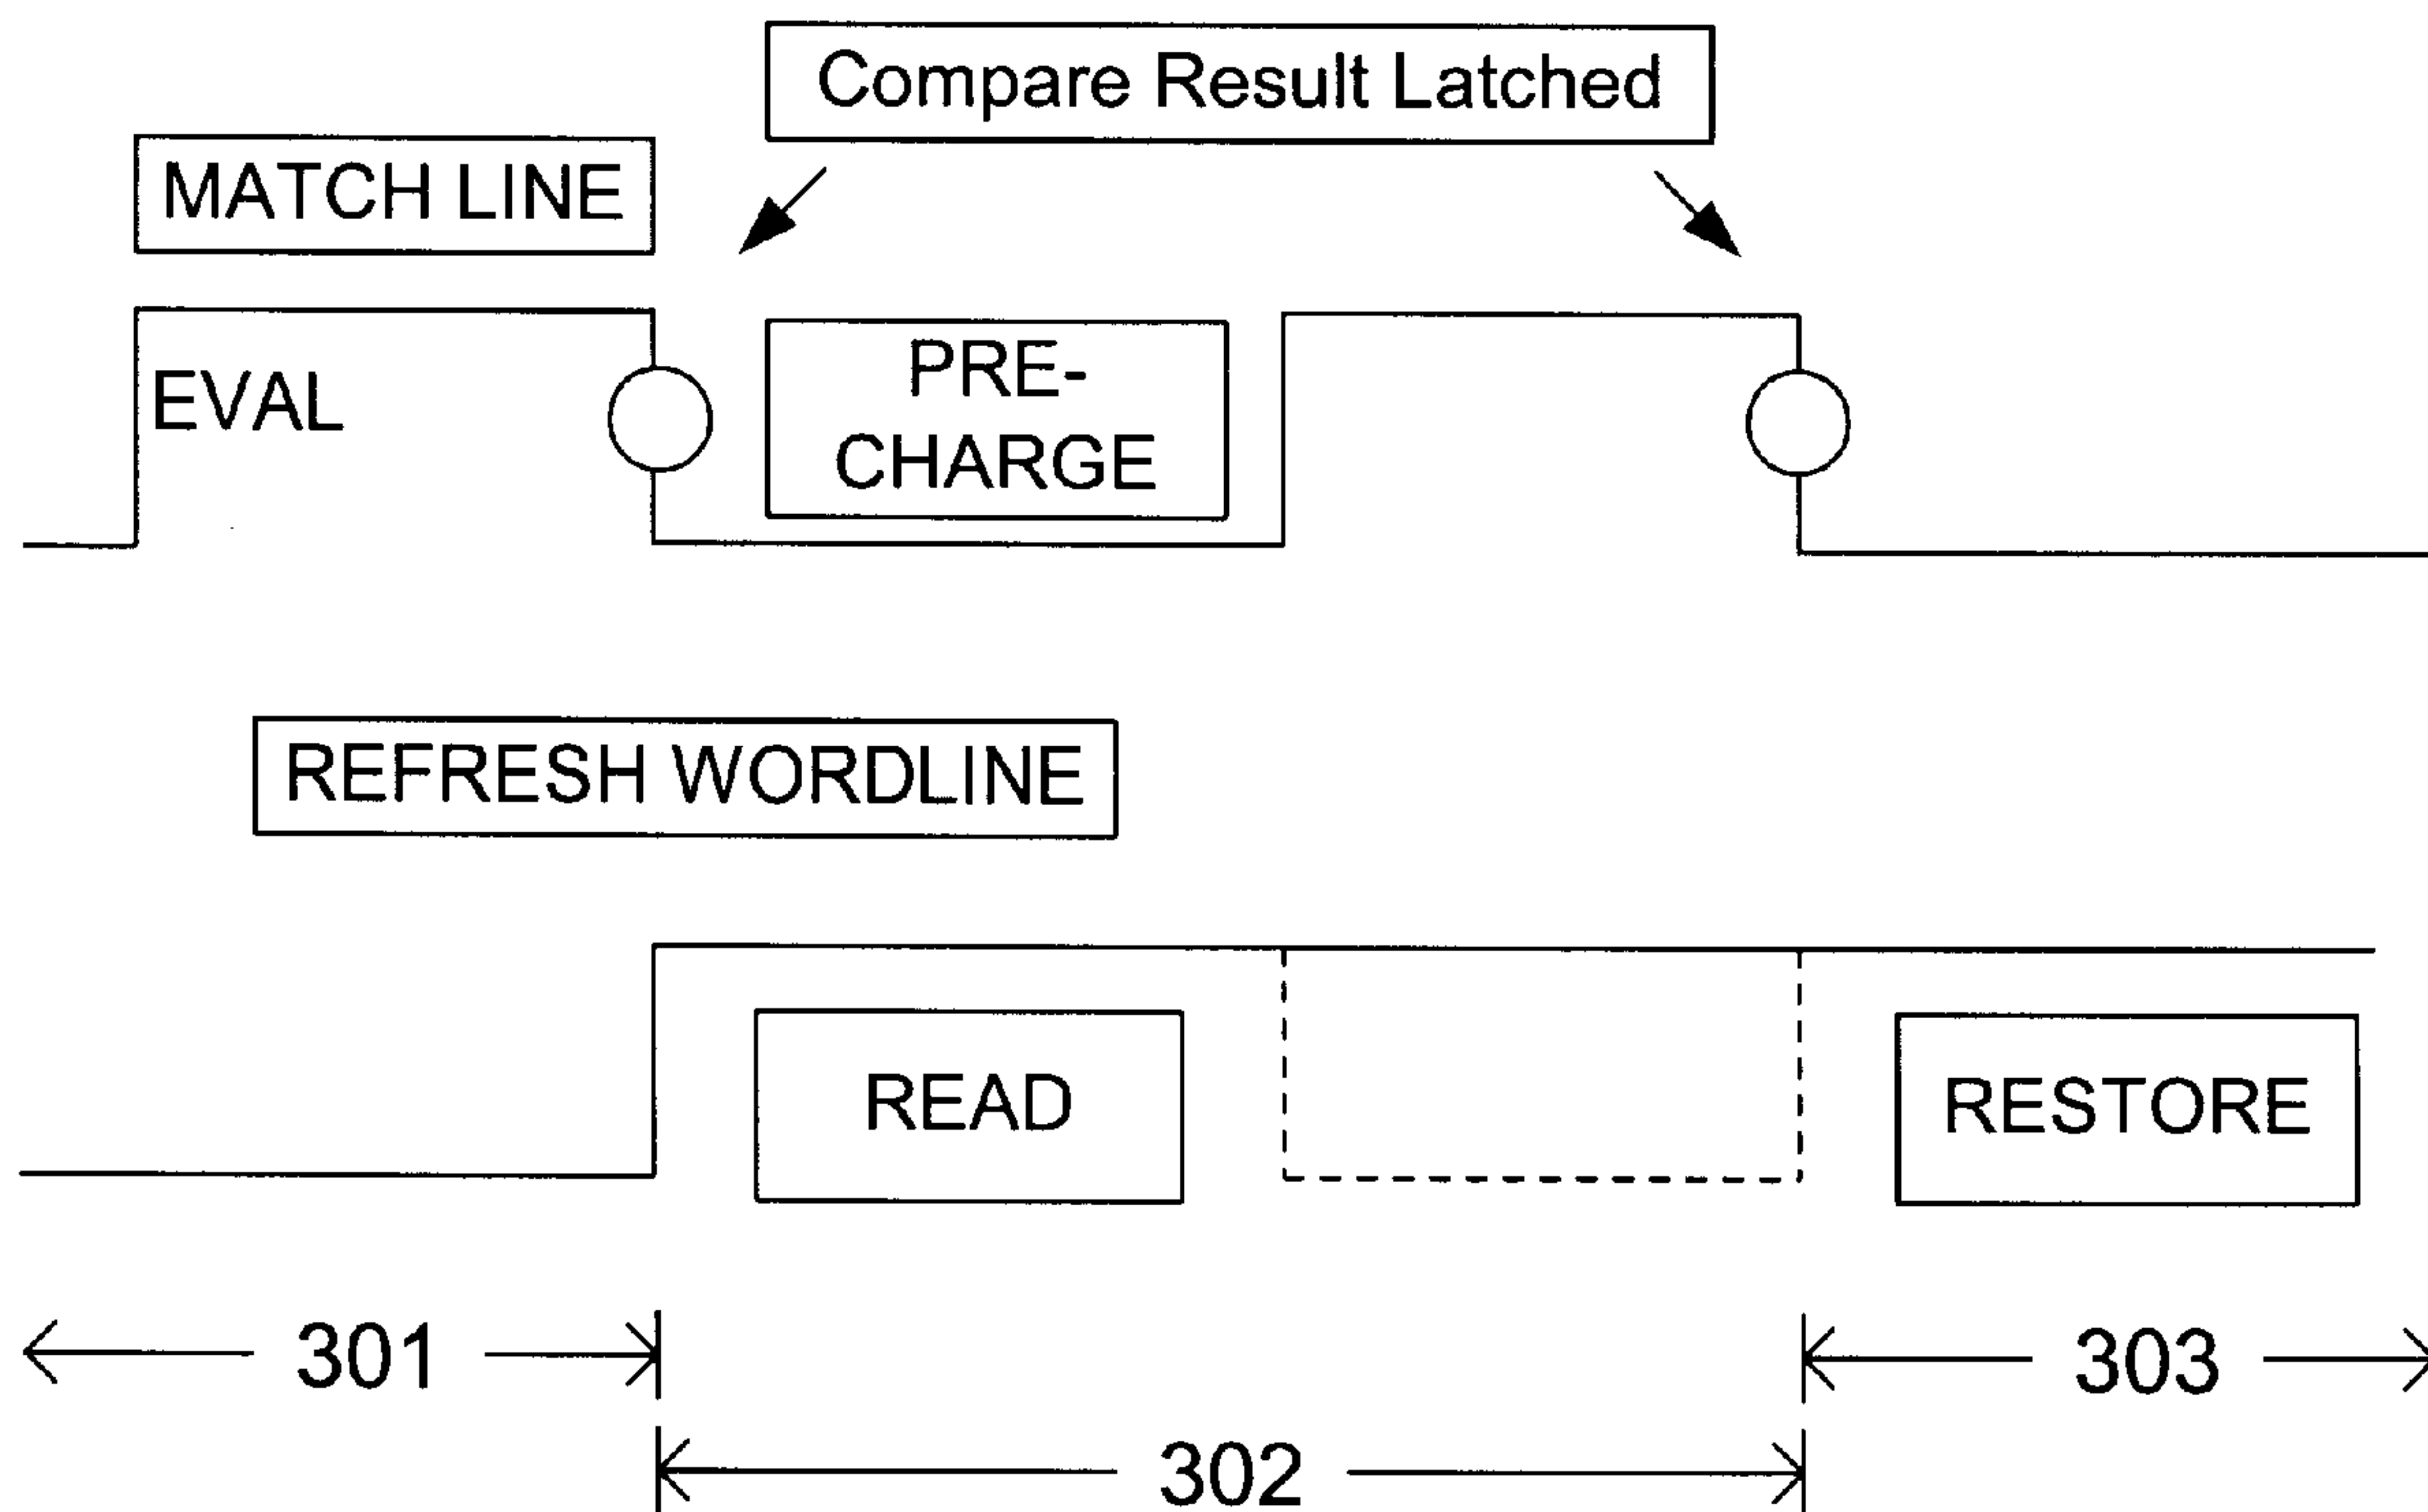 Compare Result Latched
MATCH LINE
EVAL
PRE-
CHARGE
REFRESH WORDLINE
READ
RESTORE
301
303
302